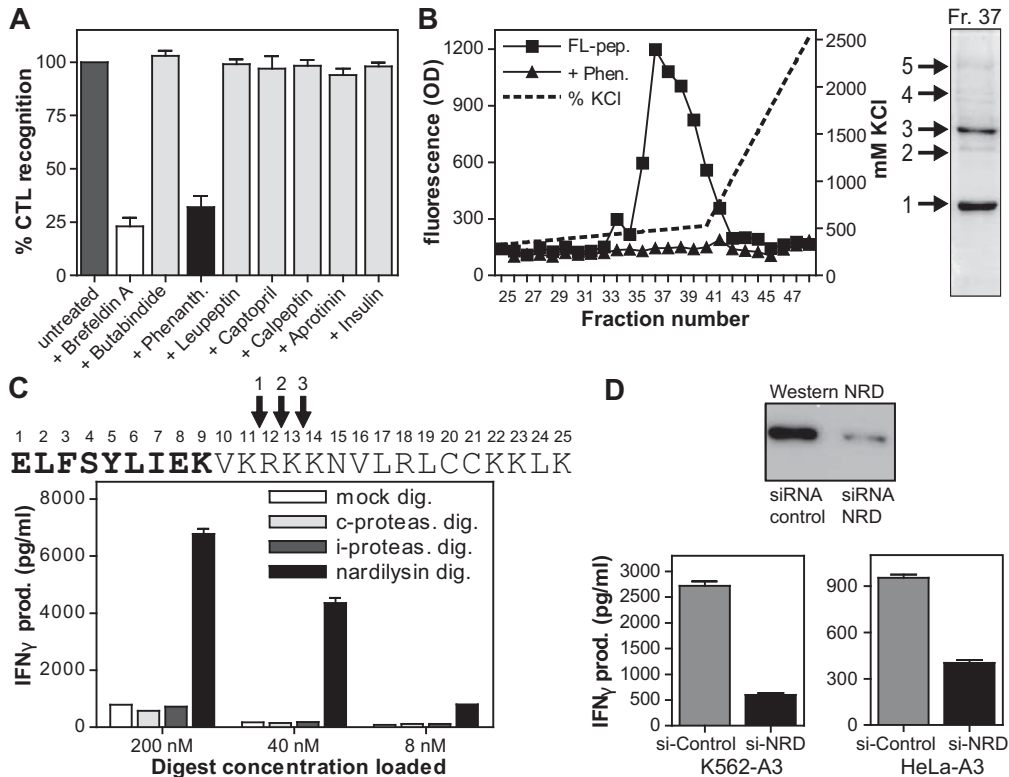 A
% CTL recognition
100
75
50
25
0
untreated
+ Brefeldin A
+ Butabindide
+ Phenanth.
+ Leupeptin
+ Captopril
+ Calpeptin
+ Aprotinin
+ Insulin
B
fluorescence (OD)
1200
900
600
300
0
FL-pep.
+ Phen.
% KCl
2500
2000
1500
1000
500
0
mM KCl
25 27 29 31 33 35 37 39 41 43 45 47
Fraction number
Fr. 37
5
4
3
2
1
C
1 2 3
1 2 3 4 5 6 7 8 9 10 11 12 13 14 15 16 17 18 19 20 21 22 23 24 25
ELFSYLIEKVKRKKNVLRLCCKKLK
IFNγ prod. (pg/ml)
8000
6000
4000
2000
0
mock dig.
c-proteas. dig.
i-proteas. dig.
nardilysin dig.
200 nM 40 nM 8 nM
Digest concentration loaded
D
Western NRD
siRNA control
siRNA NRD
IFNγ prod. (pg/ml)
3000
2500
2000
1500
1000
500
0
si-Control si-NRD
K562-A3
900
600
300
0
si-Control si-NRD
HeLa-A3